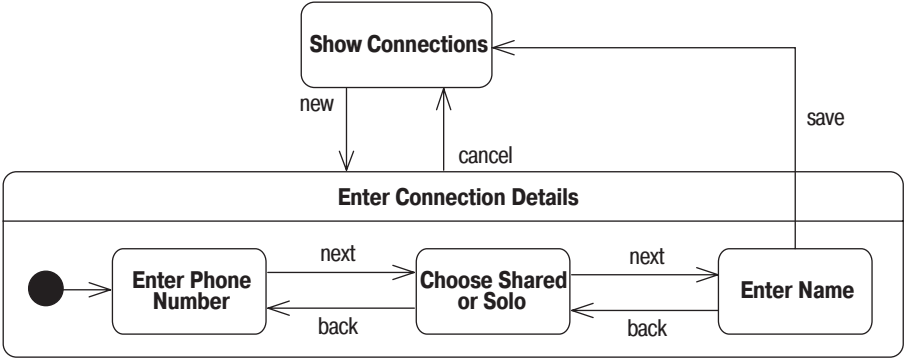 Show Connections
new
save
cancel
Enter Connection Details
next
next
Enter Phone
Number
Choose Shared
or Solo
Enter Name
back
back